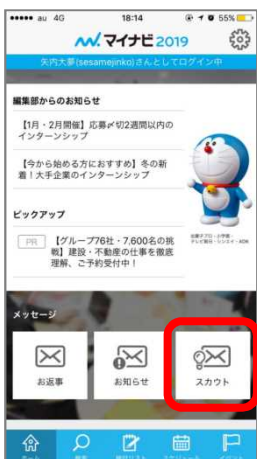 au 4G 18:14 55%
マイナビ 2019
矢内大夢(sesamejinko)さんとしてログイン中
編集部からのお知らせ
【1月・2月開催】応募〆切2週間以内の
インターンシップ
【今から始める方におすすめ】冬の新
着！大手企業のインターンシップ
ピックアップ
PR 【グループ76社・7,600名の挑
戦】建設・不動産の仕事を徹底
理解、ご予約受付中！
メッセージ
お返事 お知らせ スカウト
ホーム